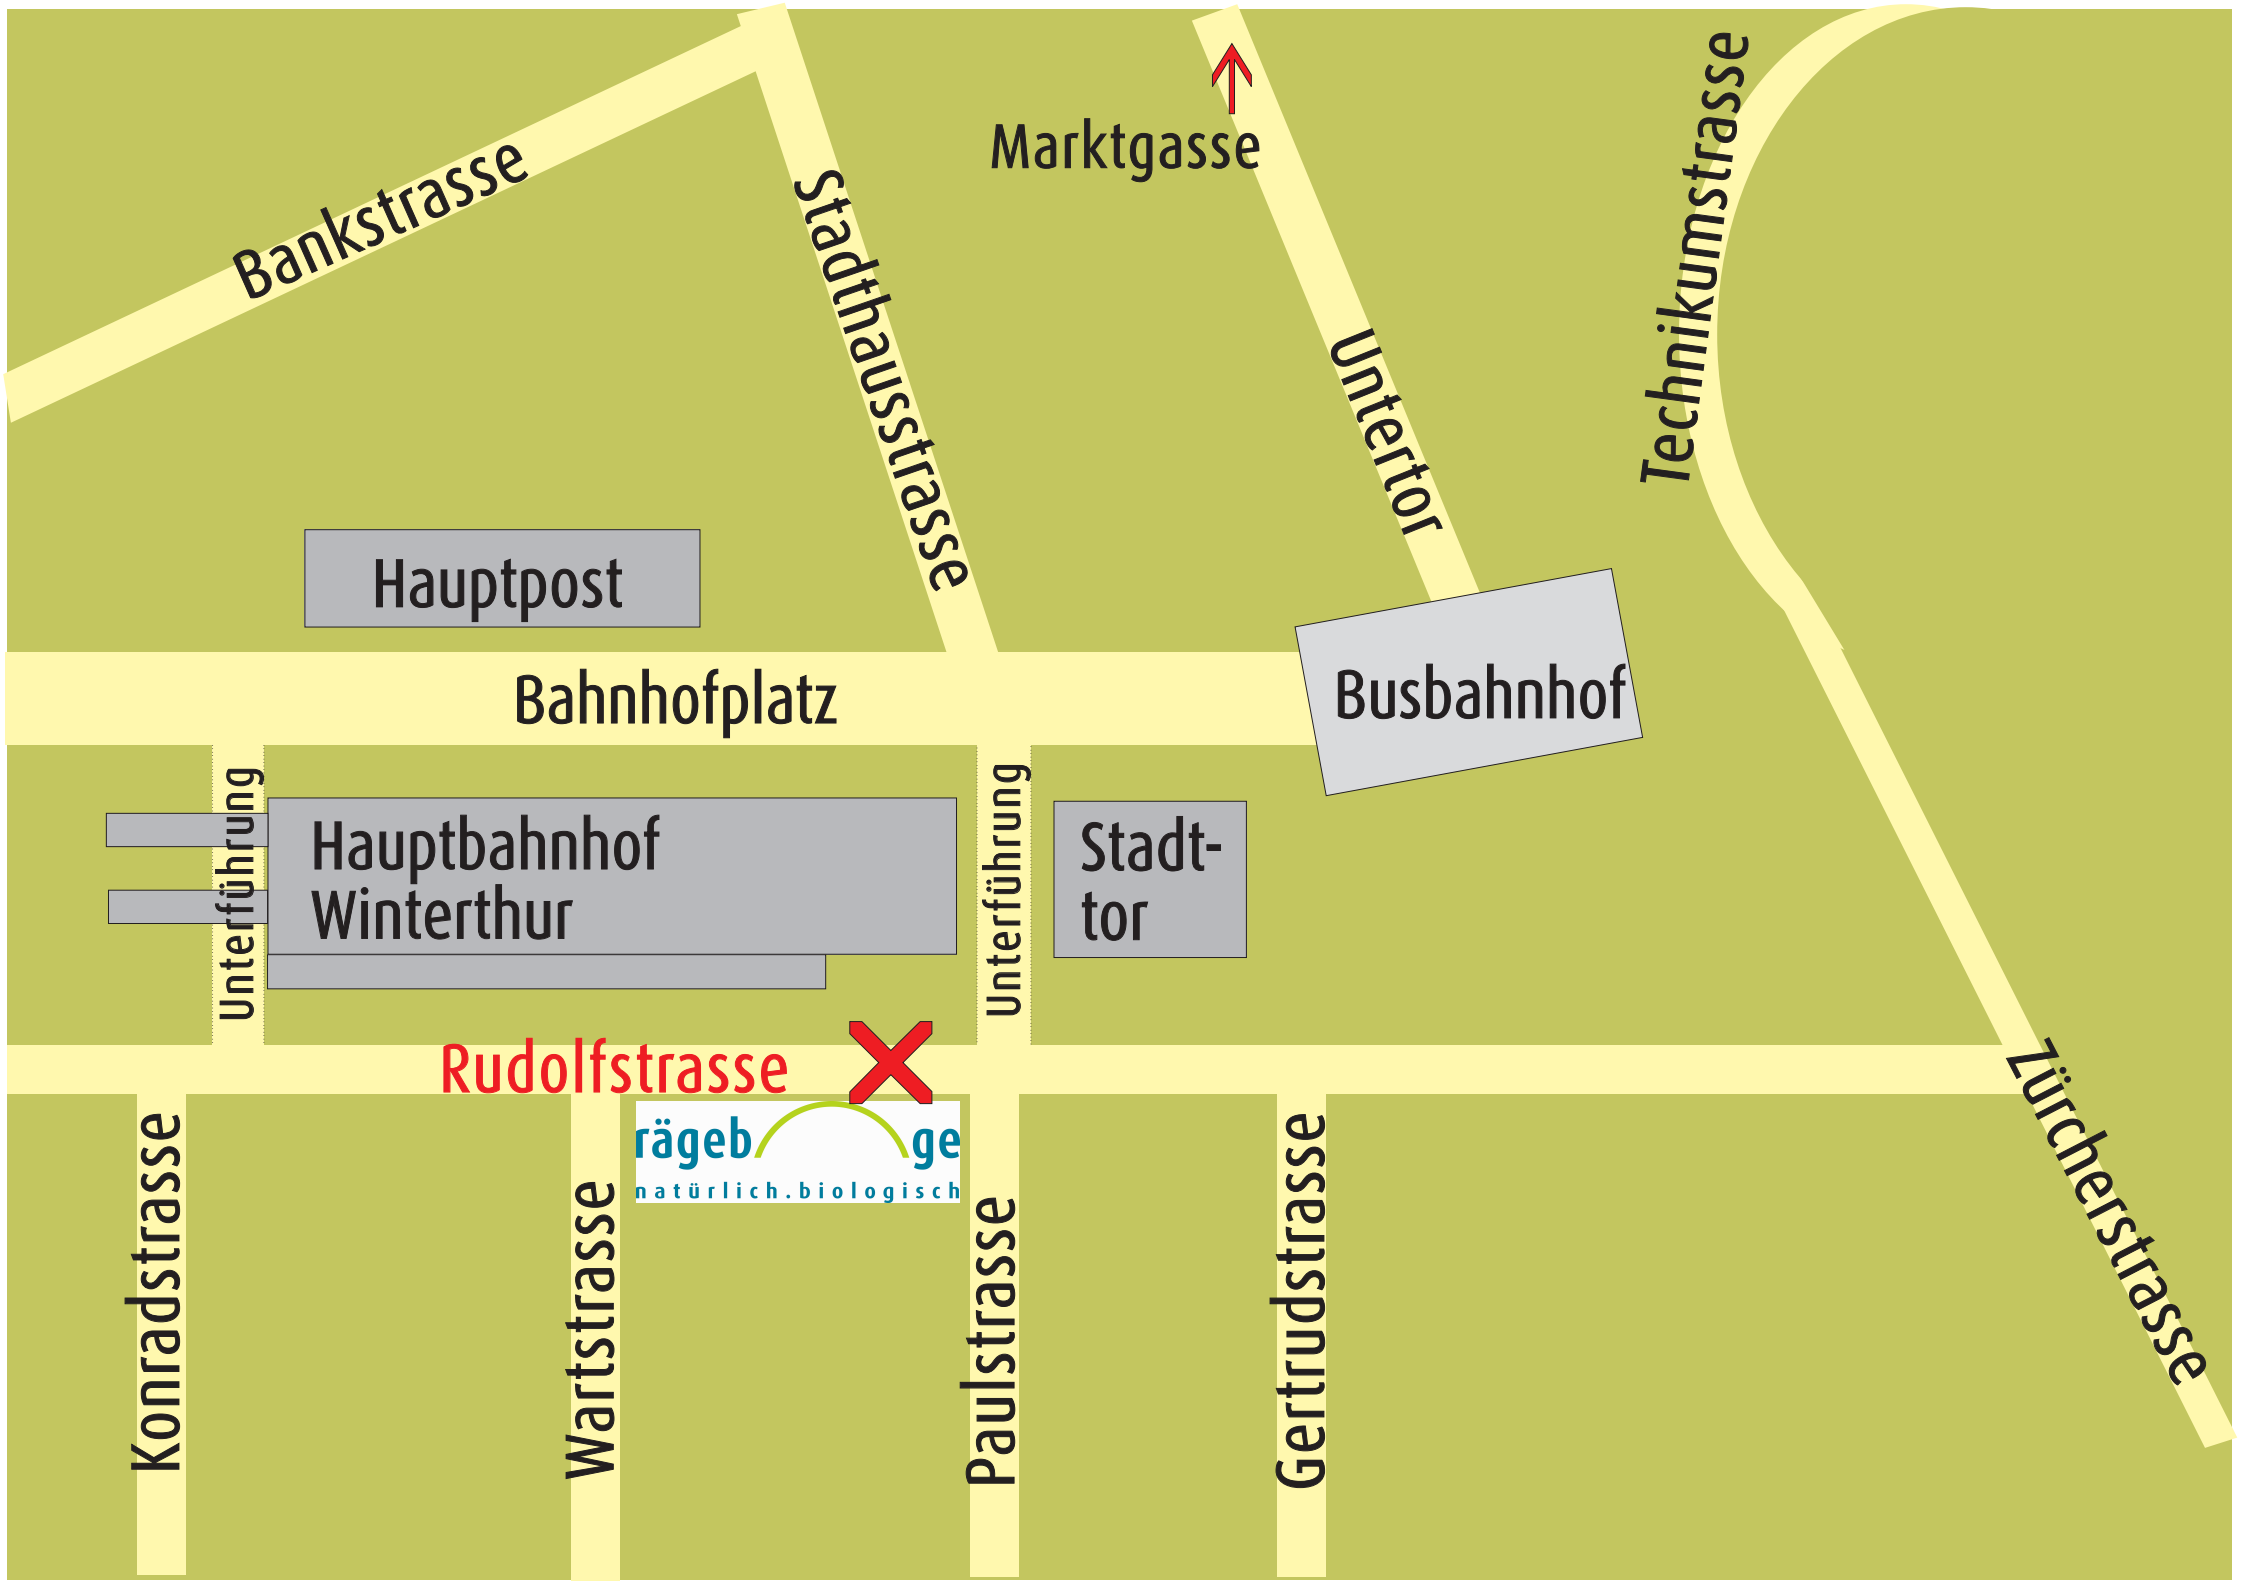 Marktgasse
Bankstrasse
Stadthausstrasse
Untertor
Technikumstrasse
Hauptpost
Bahnhofplatz
Busbahnhof
Unterführung
Hauptbahnhof
Winterthur
Unterführung
Stadt-
tor
Rudolfstrasse
rägeb ge
natürlich.biologisch
Zürcherstrasse
Konradstrasse
Wartstrasse
Paulstrasse
Gertrudstrasse